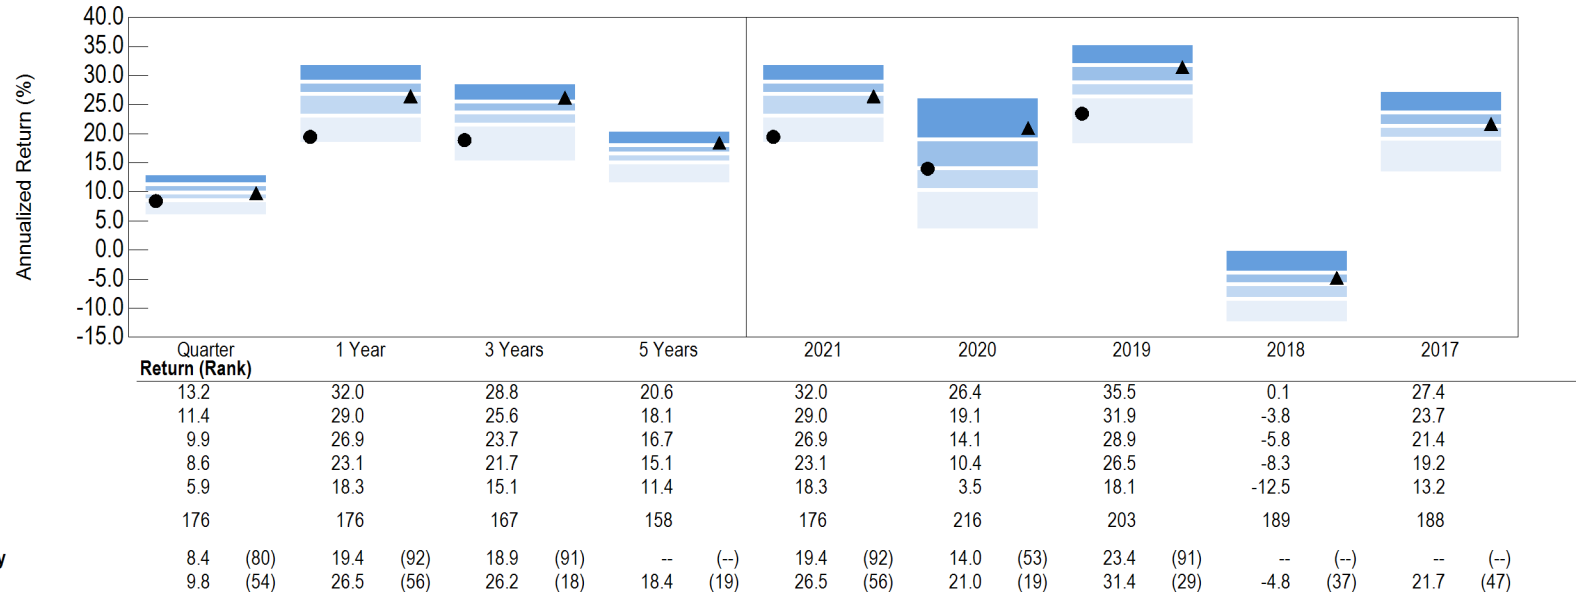 Annualized Return (%)
40.0
35.0
30.0
25.0
20.0
15.0
10.0
5.0
0.0
-5.0
-10.0
-15.0
Quarter 1 Year 3 Years 5 Years 2021 2020 2019 2018 2017
Return (Rank)
13.2 32.0 28.8 20.6 32.0 26.4 35.5 0.1 27.4
11.4 29.0 25.6 18.1 29.0 19.1 31.9 -3.8 23.7
9.9 26.9 23.7 16.7 26.9 14.1 28.9 -5.8 21.4
8.6 23.1 21.7 15.1 23.1 10.4 26.5 -8.3 19.2
5.9 18.3 15.1 11.4 18.3 3.5 18.1 -12.5 13.2
176 176 167 158 176 216 203 189 188
y 8.4 (80) 19.4 (92) 18.9 (91) -- (--) 19.4 (92) 14.0 (53) 23.4 (91) -- (--) -- (--)
9.8 (54) 26.5 (56) 26.2 (18) 18.4 (19) 26.5 (56) 21.0 (19) 31.4 (29) -4.8 (37) 21.7 (47)